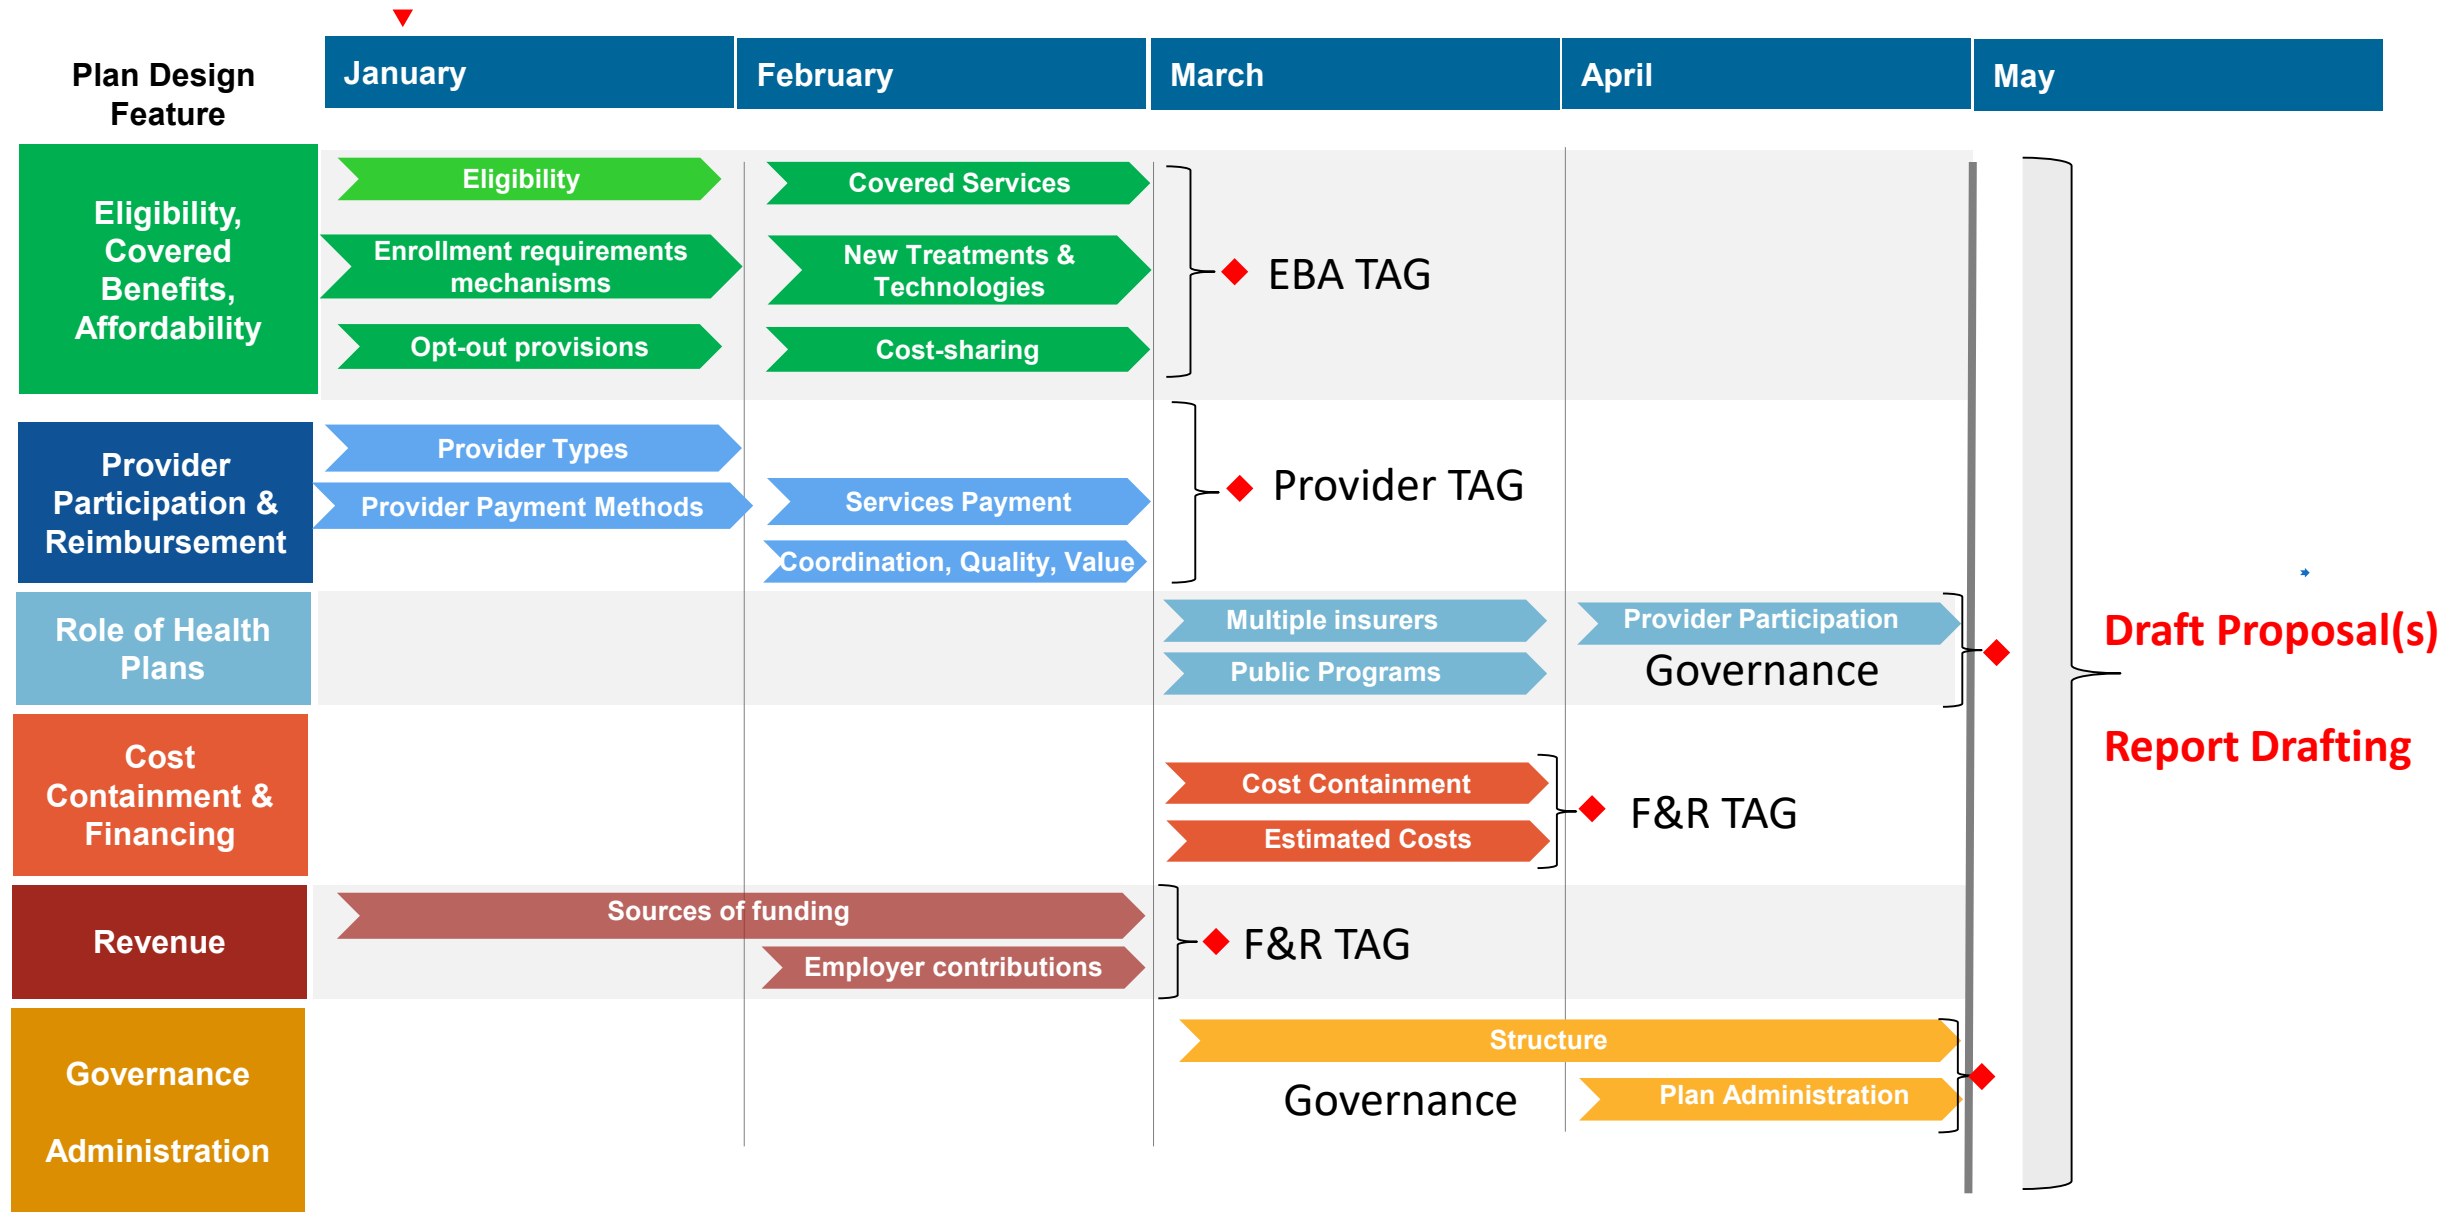 Plan Design
Feature
January
February
March
April
May
Eligibility,
Covered
Benefits,
Affordability
Eligibility
Covered Services
Enrollment requirements
mechanisms
New Treatments &
Technologies
Opt-out provisions
Cost-sharing
EBA TAG
Provider
Participation &
Reimbursement
Provider Types
Provider Payment Methods
Services Payment
Coordination, Quality, Value
Provider TAG
Role of Health
Plans
Multiple insurers
Provider Participation
Public Programs
Governance
Cost
Containment &
Financing
Cost Containment
Estimated Costs
F&R TAG
Revenue
Sources of funding
Employer contributions
F&R TAG
Governance
Administration
Structure
Governance
Plan Administration
Draft Proposal(s)
Report Drafting